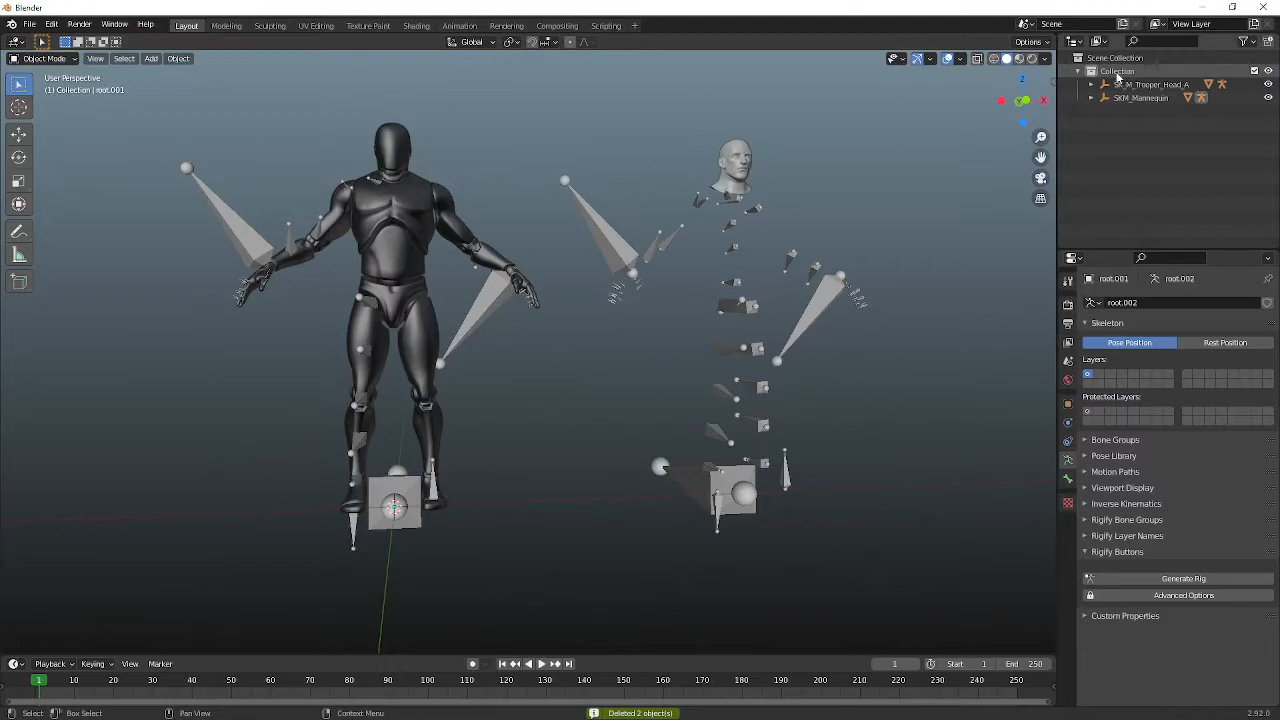 Blender
File Edit Render Window Help Layout Modeling Sculpting UV Editing Texture Paint Shading Animation Rendering Compositing Scripting + Scene View Layer
Global Options
Object Mode View Select Add Object
User Perspective
(1) Collection | root.001
Z
Y X
Scene Collection
Collection
SK_M_Trooper_Head_A
SKM_Mannequin
root.001 root.002
root.002
Skeleton
Pose Position Rest Position
Layers:
Protected Layers:
Bone Groups
Pose Library
Motion Paths
Viewport Display
Inverse Kinematics
Rigify Bone Groups
Rigify Layer Names
Rigify Buttons
Generate Rig
Advanced Options
Custom Properties
Playback Keying View Marker 1 Start 1 End 250
1 10 20 30 40 50 60 70 80 90 100 110 120 130 140 150 160 170 180 190 200 210 220 230 240 250
Select Box Select Pan View Context Menu Deleted 2 object(s) 2.92.0